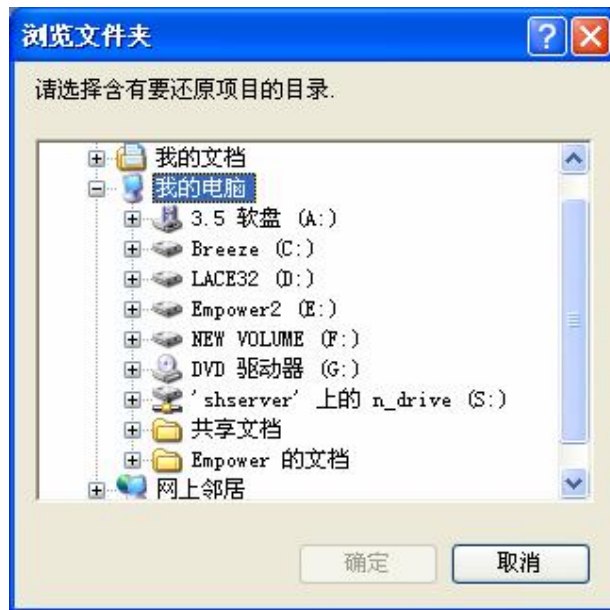 浏览文件夹
请选择含有要还原项目的目录.
我的文档
我的电脑
3.5 软盘 (A:)
Breeze (C:)
LACE32 (D:)
Empower2 (E:)
NEW VOLUME (F:)
DVD 驱动器 (G:)
'shserver' 上的 n_drive (S:)
共享文档
Empower 的文档
网上邻居
确定
取消